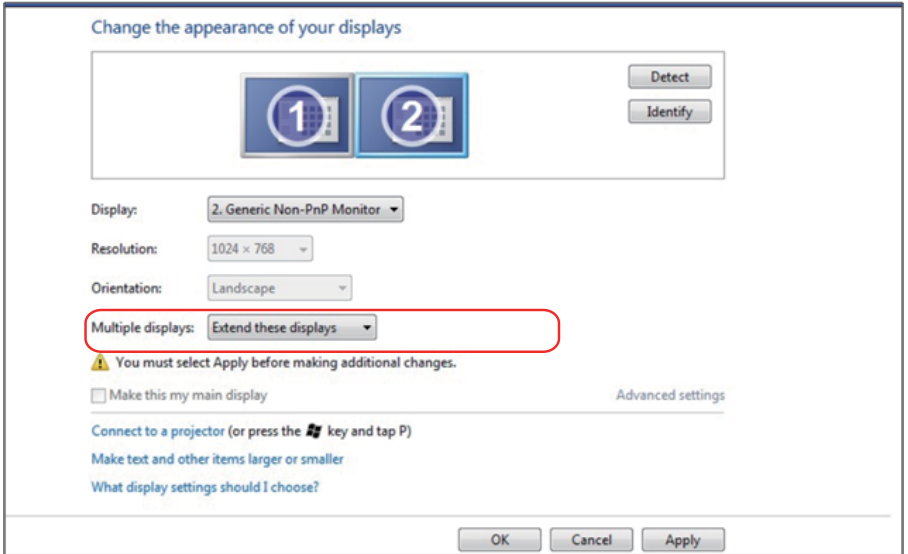 Change the appearance of your displays
1
2
Detect
Identify
Display:
2. Generic Non-PnP Monitor
Resolution:
1024 × 768
Orientation:
Landscape
Multiple displays:
Extend these displays
You must select Apply before making additional changes.
Make this my main display
Advanced settings
Connect to a projector (or press the key and tap P)
Make text and other items larger or smaller
What display settings should I choose?
OK
Cancel
Apply